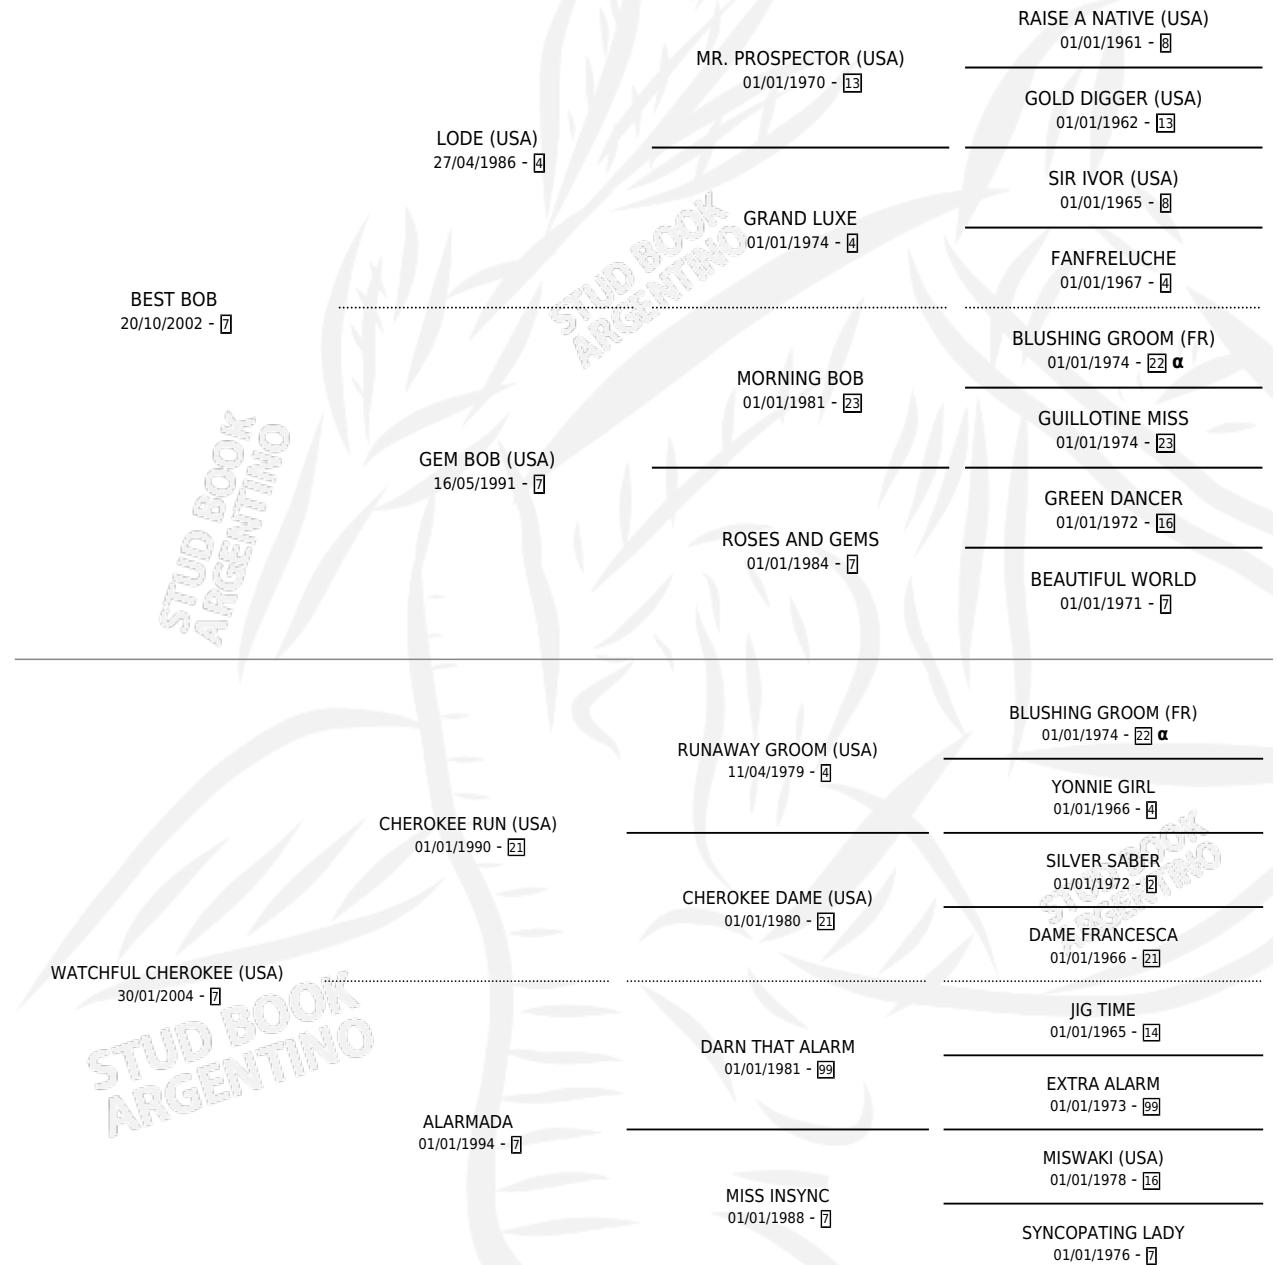 RAISE A NATIVE (USA)
01/01/1961 - 8
MR. PROSPECTOR (USA)
01/01/1970 - 13
GOLD DIGGER (USA)
01/01/1962 - 13
LODE (USA)
27/04/1986 - 4
SIR IVOR (USA)
01/01/1965 - 8
GRAND LUXE
01/01/1974 - 4
FANFRELUCHE
01/01/1967 - 4
BEST BOB
20/10/2002 - 7
BLUSHING GROOM (FR)
01/01/1974 - 22 α
MORNING BOB
01/01/1981 - 23
GUILLOTINE MISS
01/01/1974 - 23
GEM BOB (USA)
16/05/1991 - 7
GREEN DANCER
01/01/1972 - 16
ROSES AND GEMS
01/01/1984 - 7
BEAUTIFUL WORLD
01/01/1971 - 7
BLUSHING GROOM (FR)
01/01/1974 - 22 α
RUNAWAY GROOM (USA)
11/04/1979 - 4
YONNIE GIRL
01/01/1966 - 4
CHEROKEE RUN (USA)
01/01/1990 - 21
SILVER SABER
01/01/1972 - 2
CHEROKEE DAME (USA)
01/01/1980 - 21
DAME FRANCESCA
01/01/1966 - 21
WATCHFUL CHEROKEE (USA)
30/01/2004 - 7
JIG TIME
01/01/1965 - 14
DARN THAT ALARM
01/01/1981 - 99
EXTRA ALARM
01/01/1973 - 99
ALARMADA
01/01/1994 - 7
MISWAKI (USA)
01/01/1978 - 16
MISS INSYNC
01/01/1988 - 7
SYNCOPATING LADY
01/01/1976 - 7
STUD BOOK
ARGENTINO
STUD BOOK
ARGENTINO
STUD BOOK
ARGENTINO
STUD BOOK
ARGENTINO